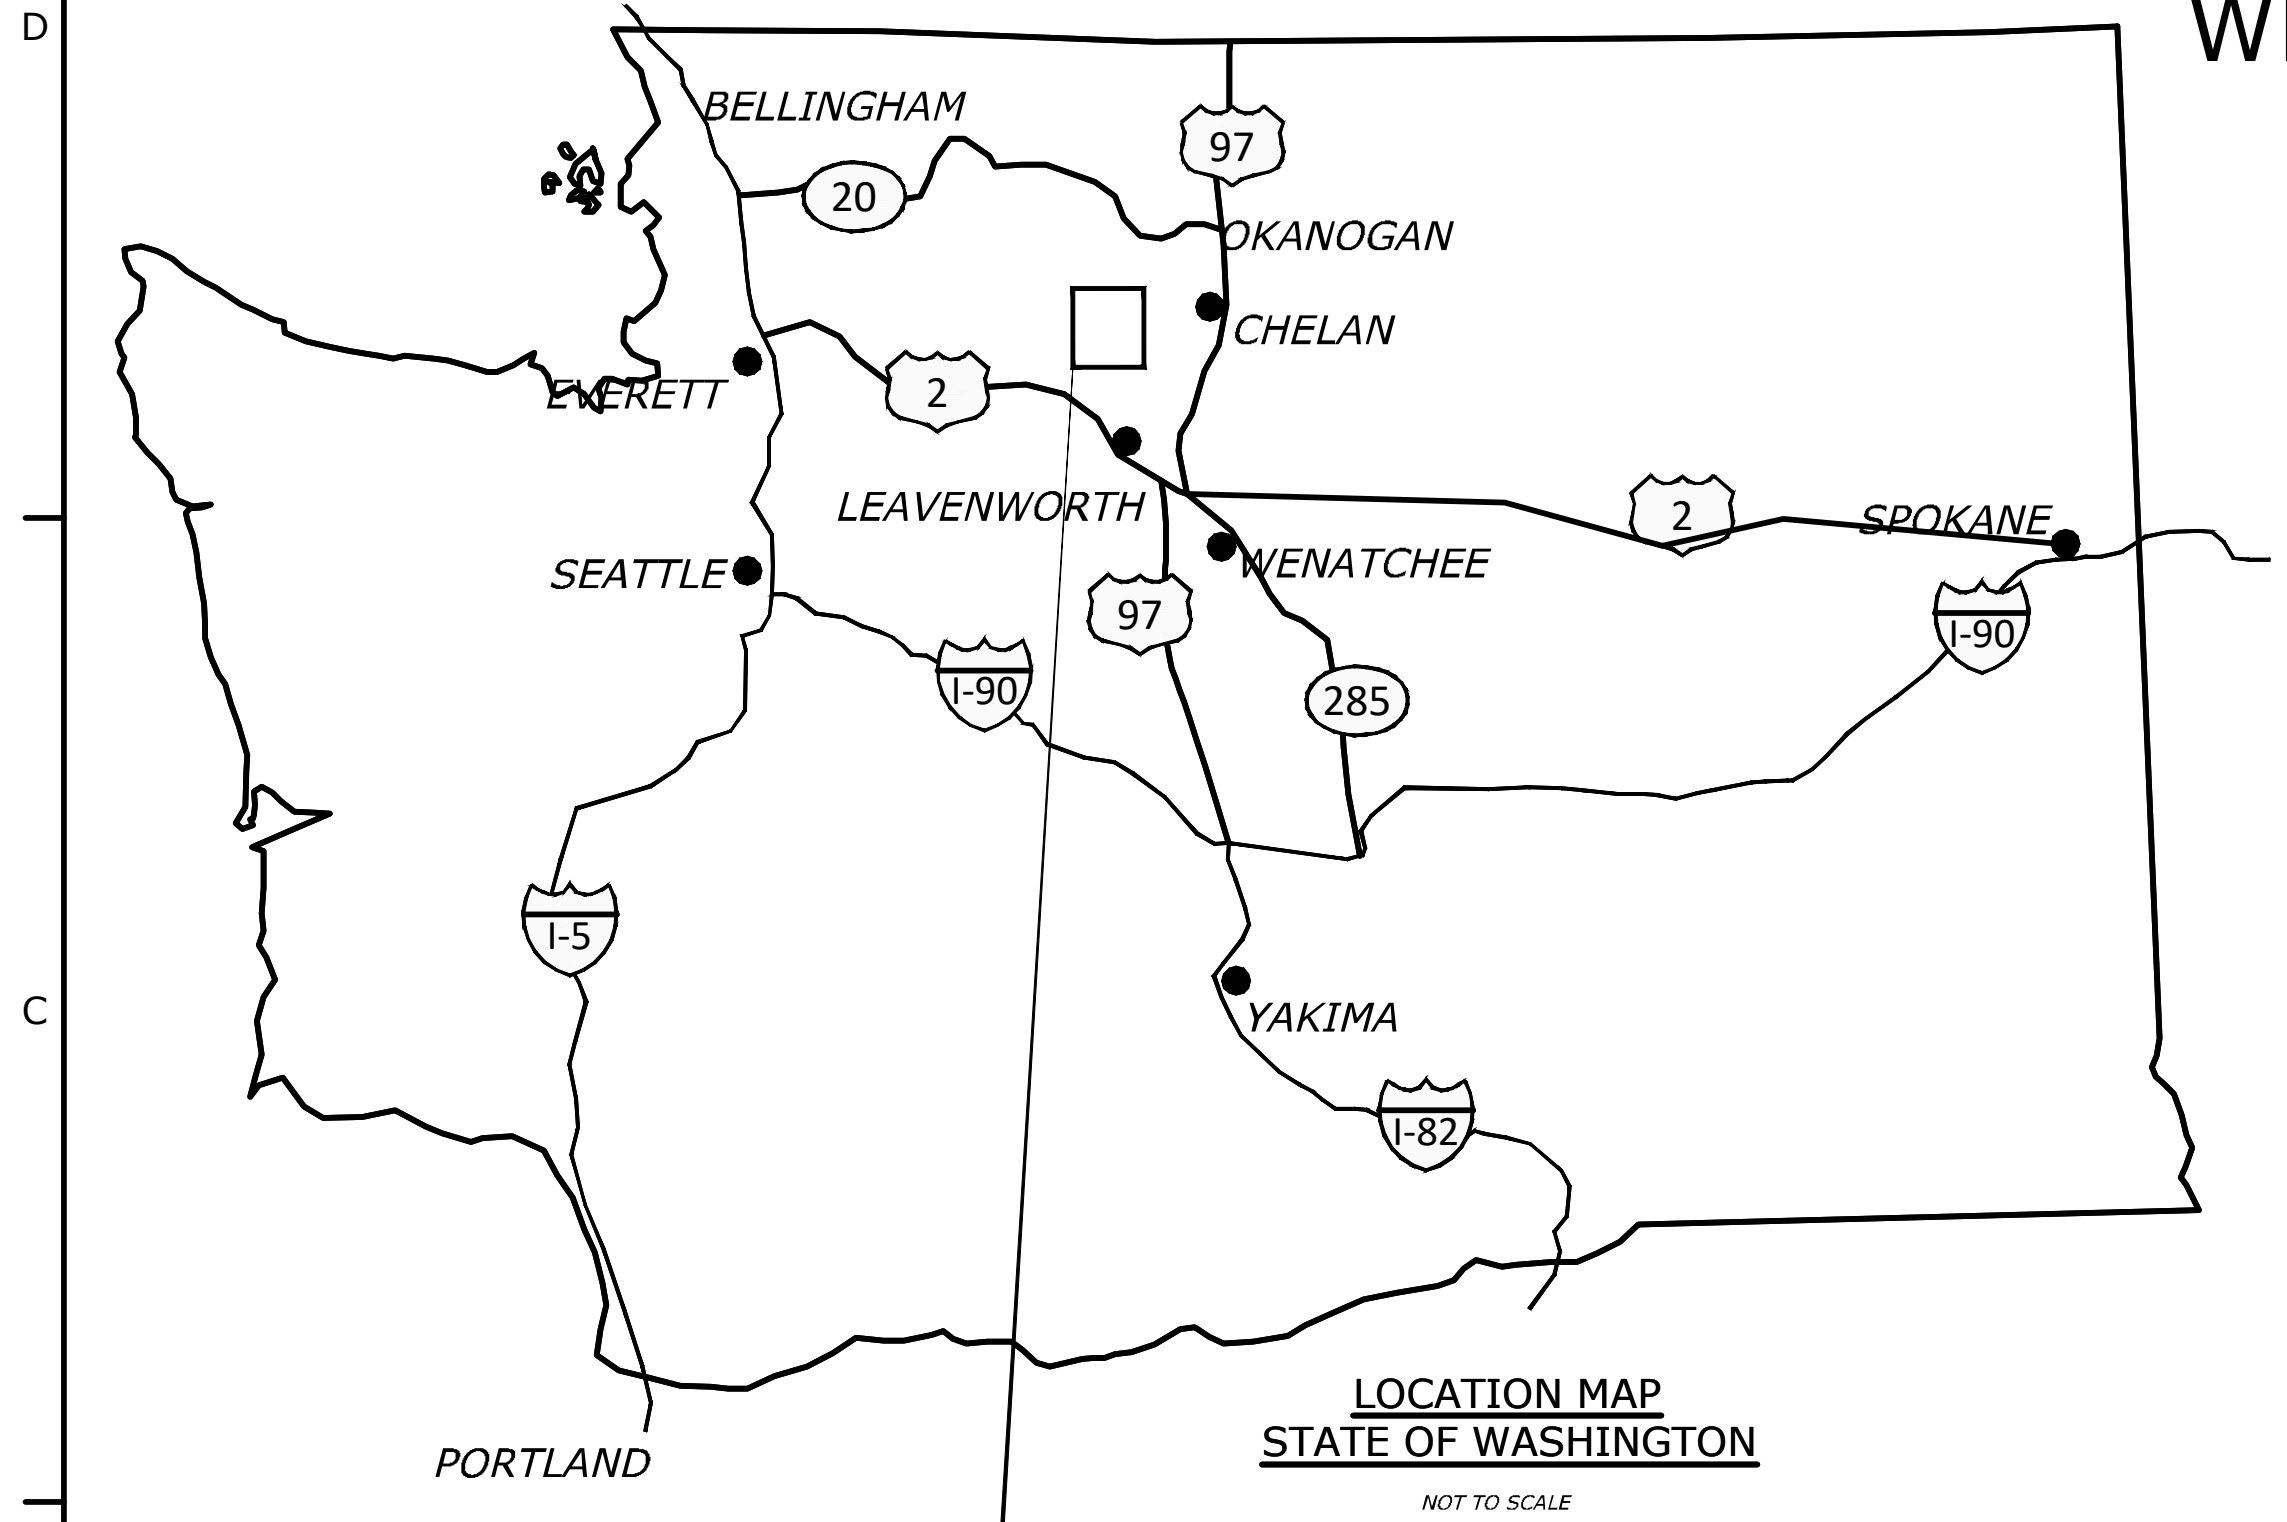 D
WE
BELLINGHAM
97
20
OKANOGAN
CHELAN
EVERETT
2
LEAVENWORTH
2
SPOKANE
SEATTLE
WENATCHEE
97
I-90
I-90
285
I-5
C
YAKIMA
I-82
LOCATION MAP
STATE OF WASHINGTON
PORTLAND
NOT TO SCALE